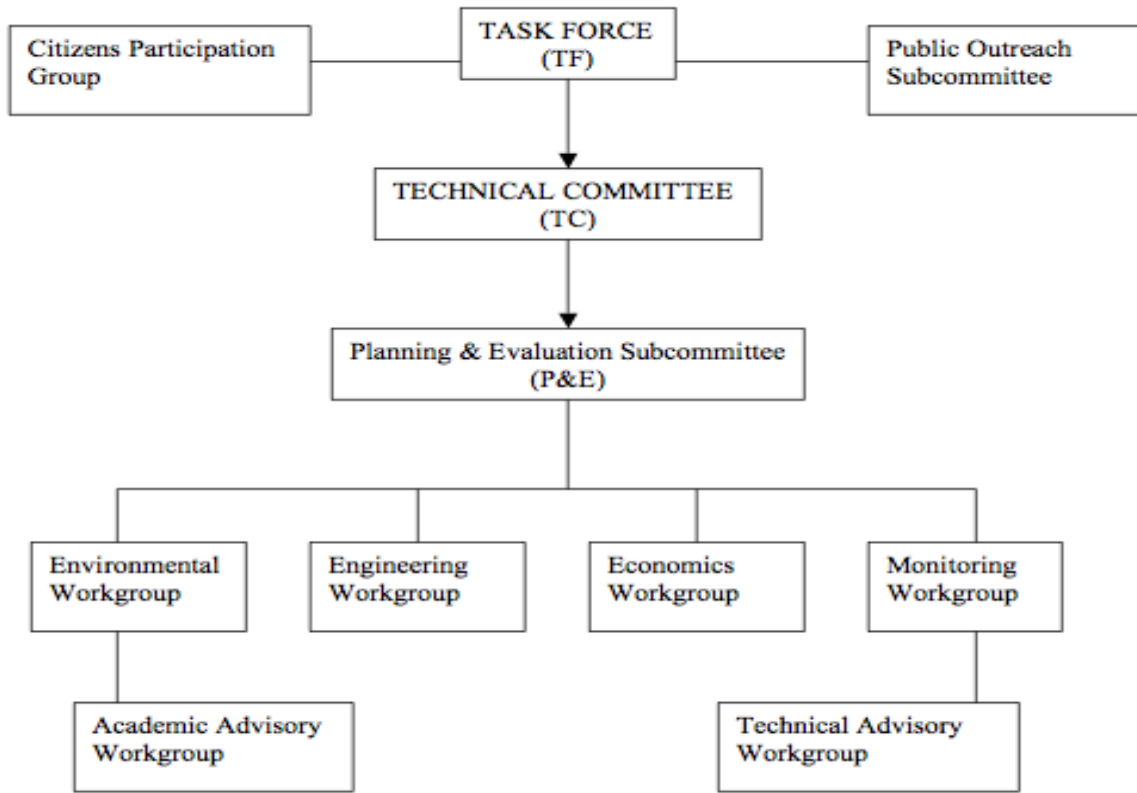 TASK FORCE
(TF)
Citizens Participation
Group
Public Outreach
Subcommittee
TECHNICAL COMMITTEE
(TC)
Planning & Evaluation Subcommittee
(P&E)
Environmental
Workgroup
Engineering
Workgroup
Economics
Workgroup
Monitoring
Workgroup
Academic Advisory
Workgroup
Technical Advisory
Workgroup